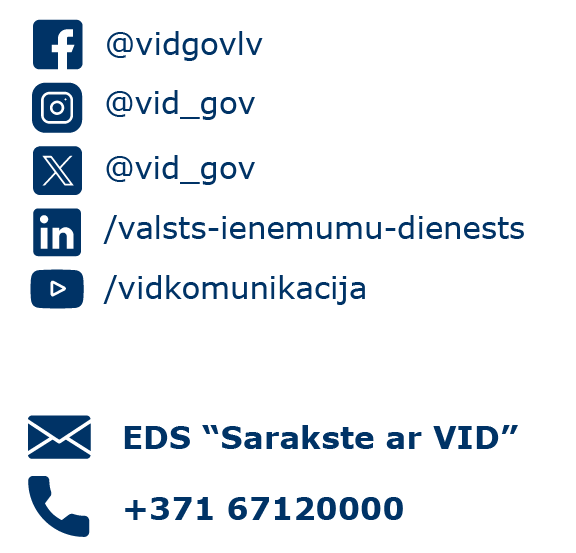 @vidgovlv
@vid_gov
@vid_gov
/valsts-ienemumu-dienests
/vidkomunikacija
EDS “Sarakste ar VID”
+371 67120000